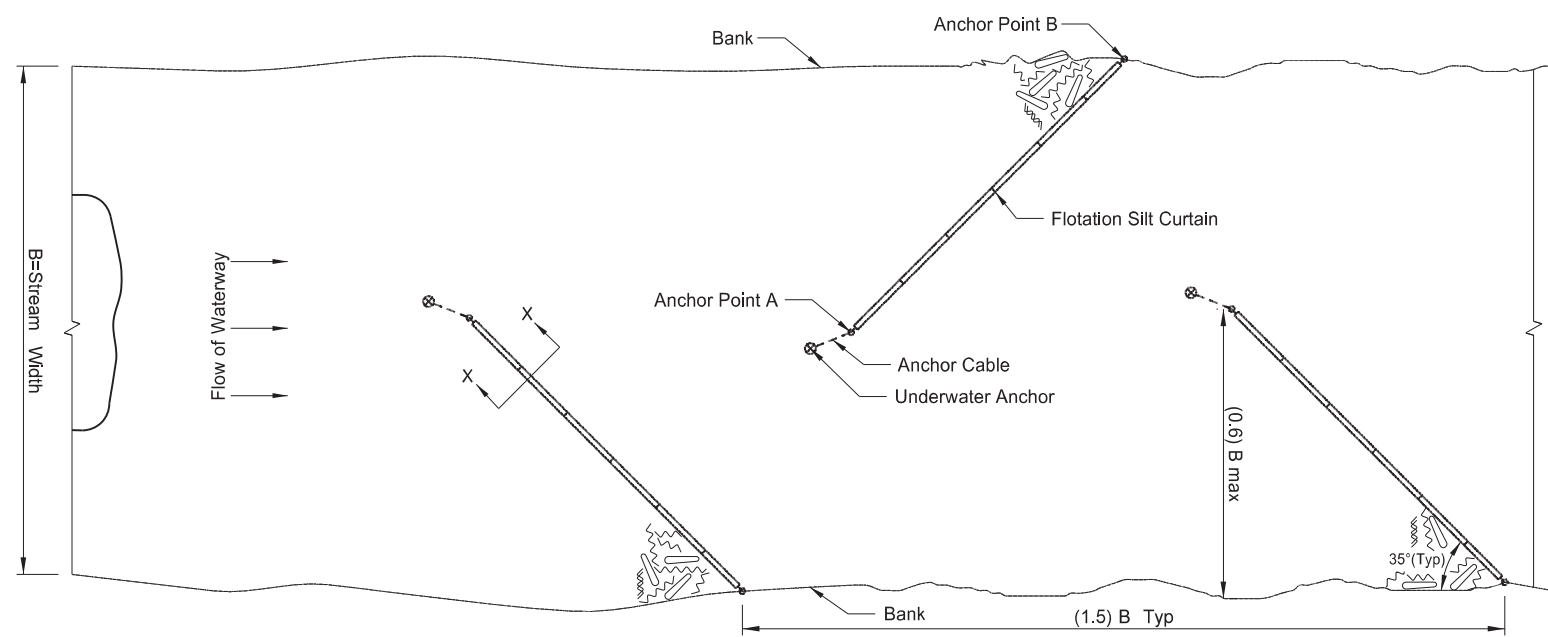 Anchor Point B
Bank
Flotation Silt Curtain
B=Stream Width
Flow of Waterway
X
X
Anchor Point A
Anchor Cable
Underwater Anchor
(0.6) B max
35°(Typ)
Bank
(1.5) B Typ